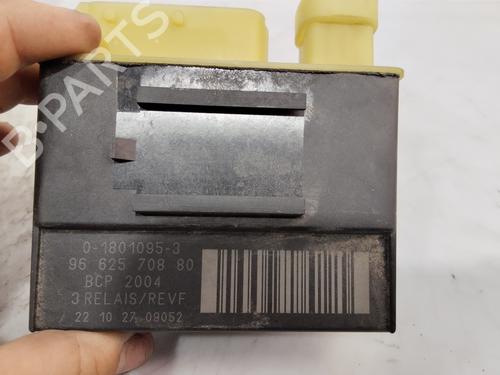 B-PARTS
0-1801095-3
96 625 708 80
BCP 2004
3 RELAIS/REVF
22 10 27 09052